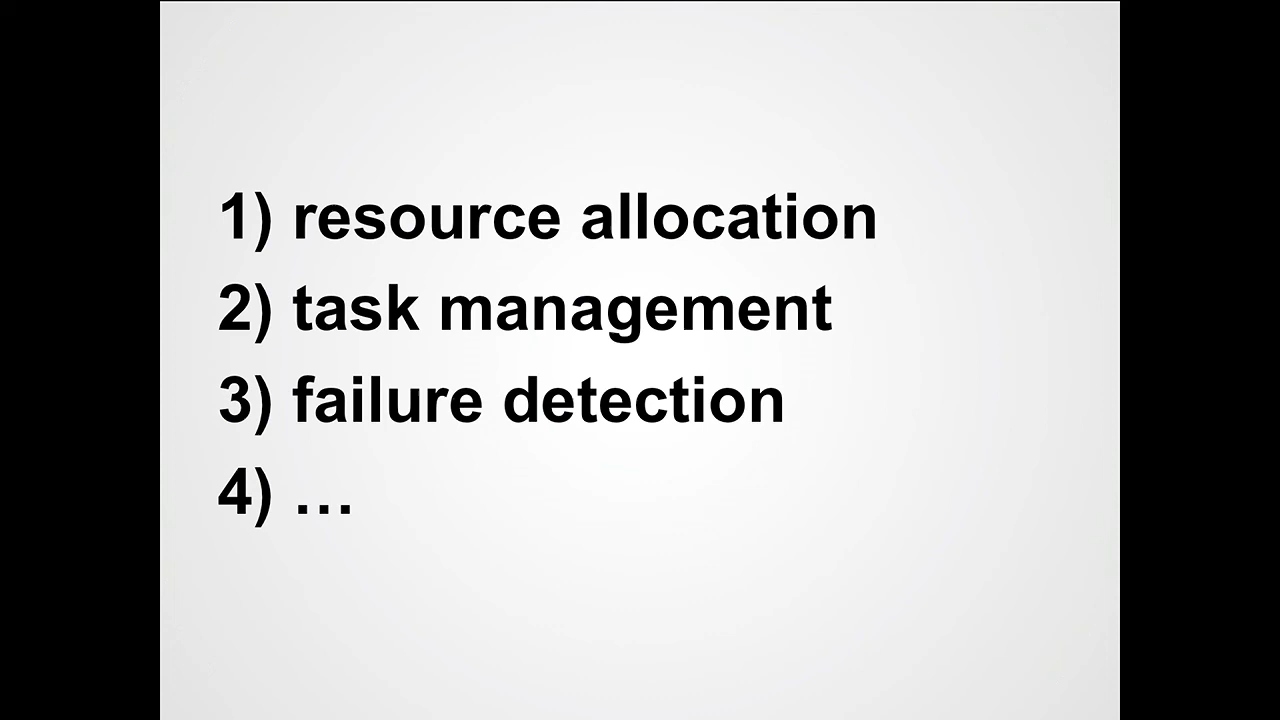 1) resource allocation
2) task management
3) failure detection
4) …